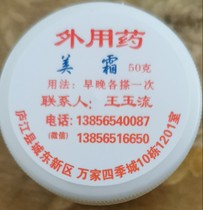 外用药
美 霜 50克
用法：早晚各搽一次
联系人：王玉流
电话：13856540087
(微信) 13856516650
庐江县城东新区 万家四季城10栋1201室